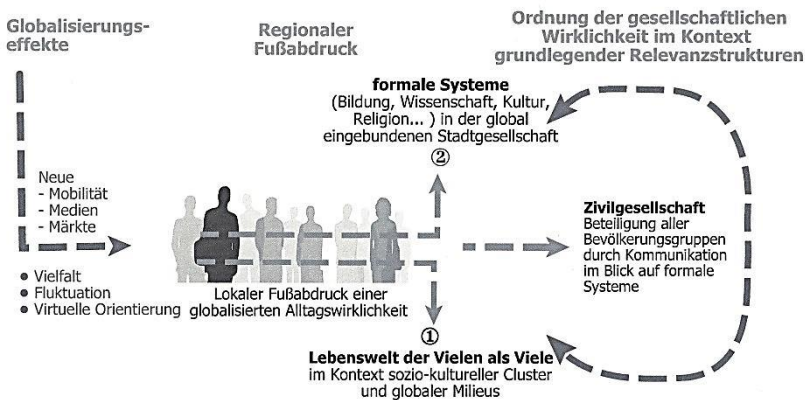 Globalisierungs-
effekte
Regionaler
Fußabdruck
Ordnung der gesellschaftlichen
Wirklichkeit im Kontext
grundlegender Relevanzstrukturen
formale Systeme
(Bildung, Wissenschaft, Kultur,
Religion... ) in der global
eingebundenen Stadtgesellschaft
②
Neue
- Mobilität
- Medien
- Märkte
● Vielfalt
● Fluktuation
● Virtuelle Orientierung
Lokaler Fußabdruck einer
globalisierten Alltagswirklichkeit
Zivilgesellschaft
Beteiligung aller
Bevölkerungsgruppen
durch Kommunikation
im Blick auf formale
Systeme
①
Lebenswelt der Vielen als Viele
im Kontext sozio-kultureller Cluster
und globaler Milieus